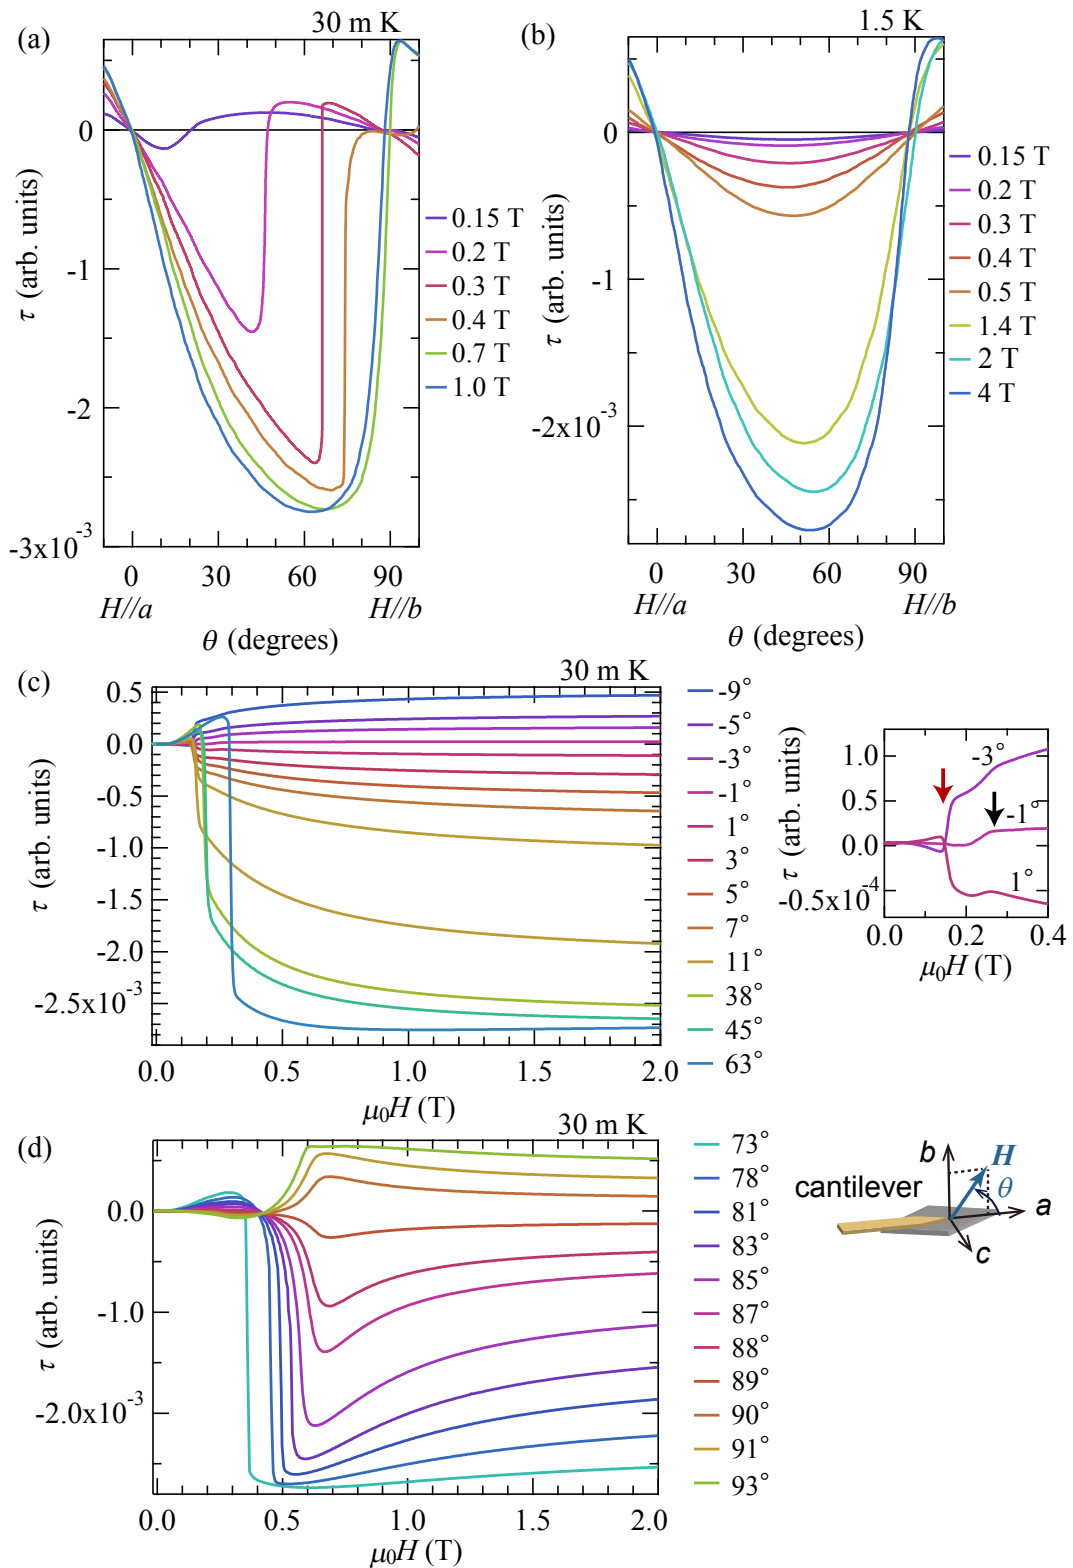 (a)
30 m K
0
-1
-2
-3x10^-3
τ (arb. units)
0
30
60
90
H//a
H//b
θ (degrees)
0.15 T
0.2 T
0.3 T
0.4 T
0.7 T
1.0 T
(b)
1.5 K
0
-1
-2x10^-3
τ (arb. units)
0
30
60
90
H//a
H//b
θ (degrees)
0.15 T
0.2 T
0.3 T
0.4 T
0.5 T
1.4 T
2 T
4 T
(c)
30 m K
0.5
0.0
-0.5
-1.0
-1.5
-2.0
-2.5x10^-3
τ (arb. units)
0.0
0.5
1.0
1.5
2.0
μ0H (T)
-9°
-5°
-3°
-1°
1°
3°
5°
7°
11°
38°
45°
63°
1.0
0.5
0.0
-0.5x10^-4
τ (arb. units)
-3°
-1°
1°
0.0
0.2
0.4
μ0H (T)
(d)
30 m K
0.0
-1.0
-2.0x10^-3
τ (arb. units)
0.0
0.5
1.0
1.5
2.0
μ0H (T)
73°
78°
81°
83°
85°
87°
88°
89°
90°
91°
93°
b
H
cantilever
θ
a
c